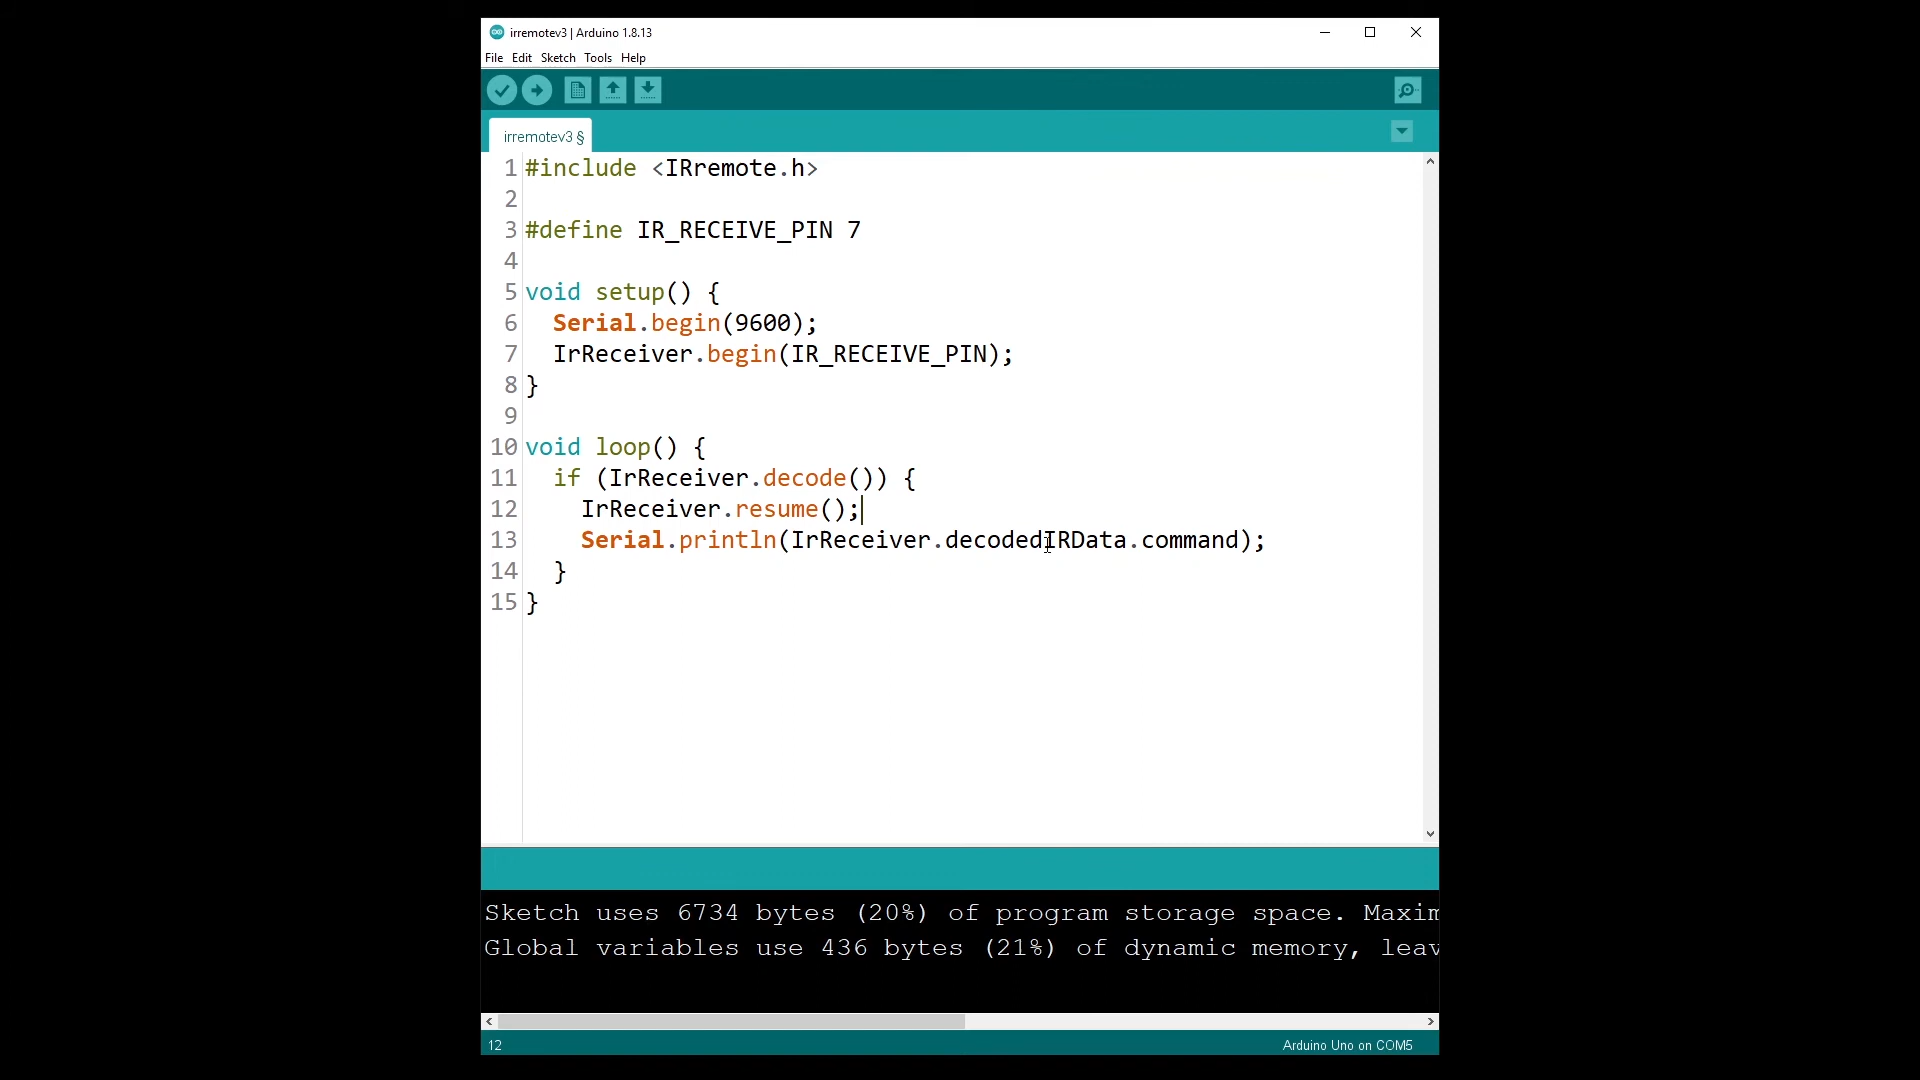 irremotev3 | Arduino 1.8.13
File Edit Sketch Tools Help
irremotev3 §
1 #include <IRremote.h>
2
3 #define IR_RECEIVE_PIN 7
4
5 void setup() {
6   Serial.begin(9600);
7   IrReceiver.begin(IR_RECEIVE_PIN);
8 }
9
10 void loop() {
11   if (IrReceiver.decode()) {
12     IrReceiver.resume();
13     Serial.println(IrReceiver.decodedIRData.command);
14   }
15 }
Sketch uses 6734 bytes (20%) of program storage space. Maxim
Global variables use 436 bytes (21%) of dynamic memory, leav
12 Arduino Uno on COM5